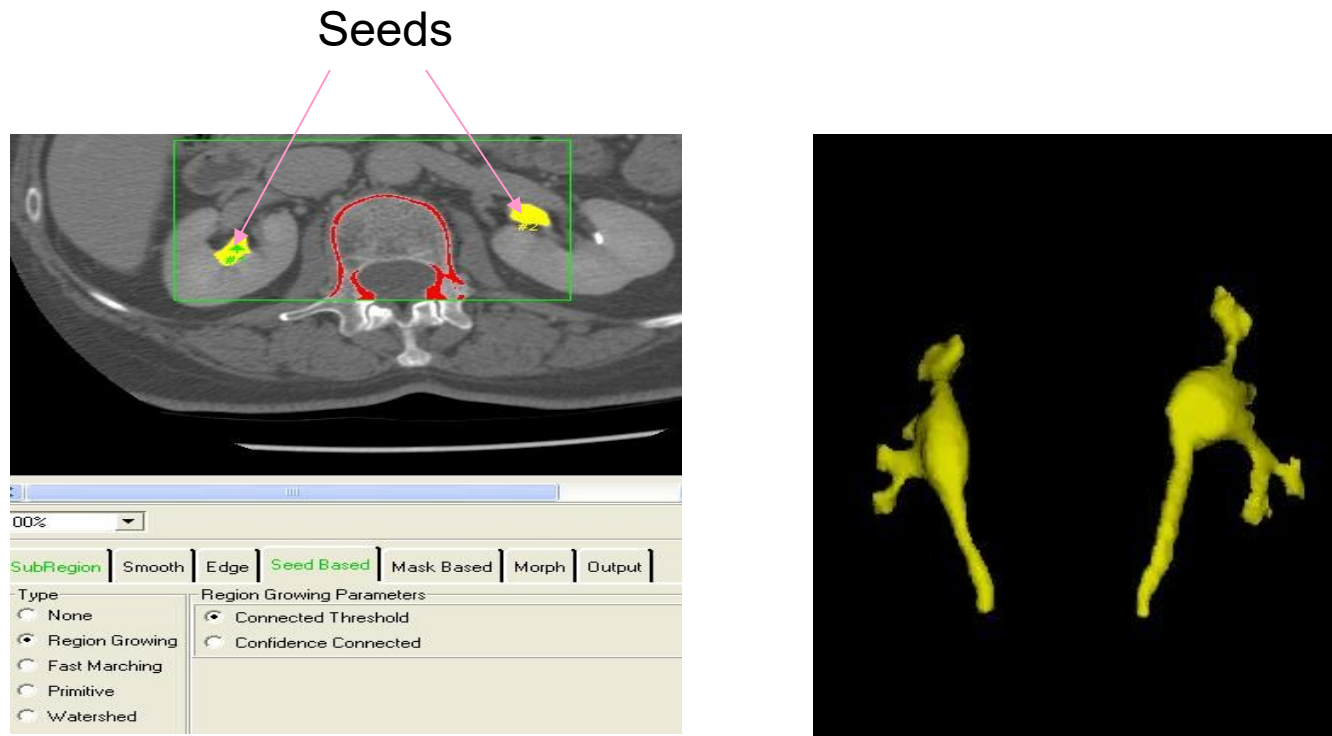 Seeds
#2
00%
SubRegion Smooth Edge Seed Based Mask Based Morph Output
Type
None
Region Growing
Fast Marching
Primitive
Watershed
Region Growing Parameters
Connected Threshold
Confidence Connected